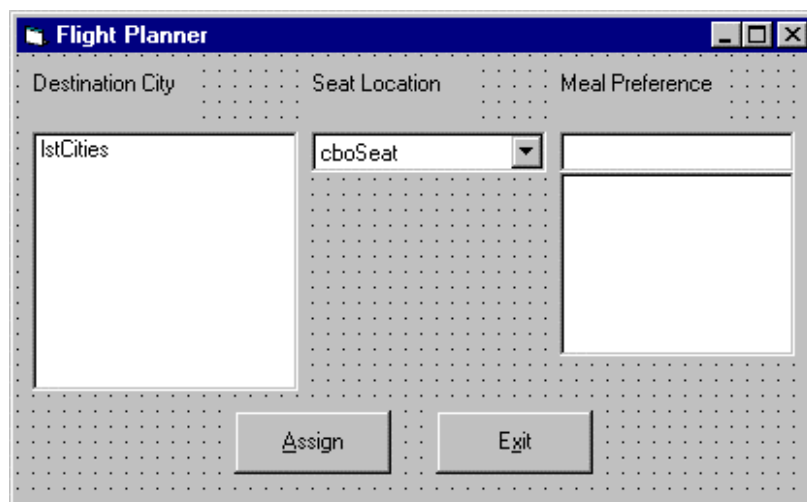 Flight Planner
Destination City
Seat Location
Meal Preference
lstCities
cboSeat
Assign
Exit